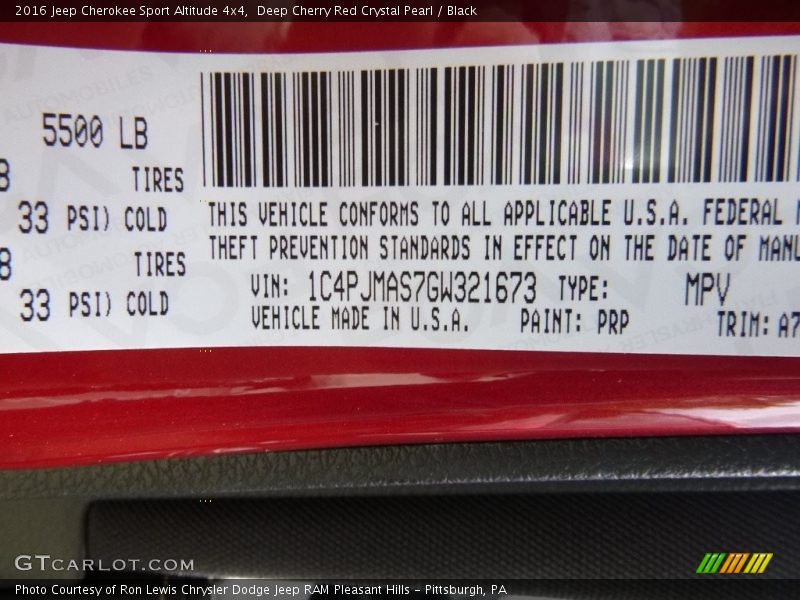 2016 Jeep Cherokee Sport Altitude 4x4, Deep Cherry Red Crystal Pearl / Black
5500 LB
TIRES
33 PSI) COLD
TIRES
33 PSI) COLD
THIS VEHICLE CONFORMS TO ALL APPLICABLE U.S.A. FEDERAL
THEFT PREVENTION STANDARDS IN EFFECT ON THE DATE OF MANU
VIN: 1C4PJMAS7GW321673 TYPE: MPV
VEHICLE MADE IN U.S.A. PAINT: PRP TRIM: A7
GTCARLOT.COM
Photo Courtesy of Ron Lewis Chrysler Dodge Jeep RAM Pleasant Hills - Pittsburgh, PA